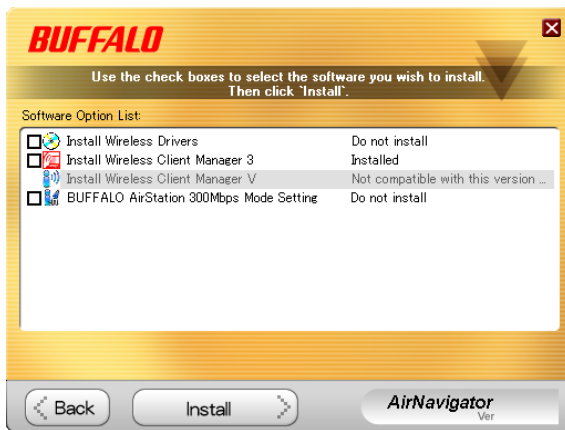 BUFFALO
Use the check boxes to select the software you wish to install.
Then click `Install`.
Software Option List:
Install Wireless Drivers Do not install
Install Wireless Client Manager 3 Installed
Install Wireless Client Manager V Not compatible with this version ...
BUFFALO AirStation 300Mbps Mode Setting Do not install
Back Install AirNavigator
Ver